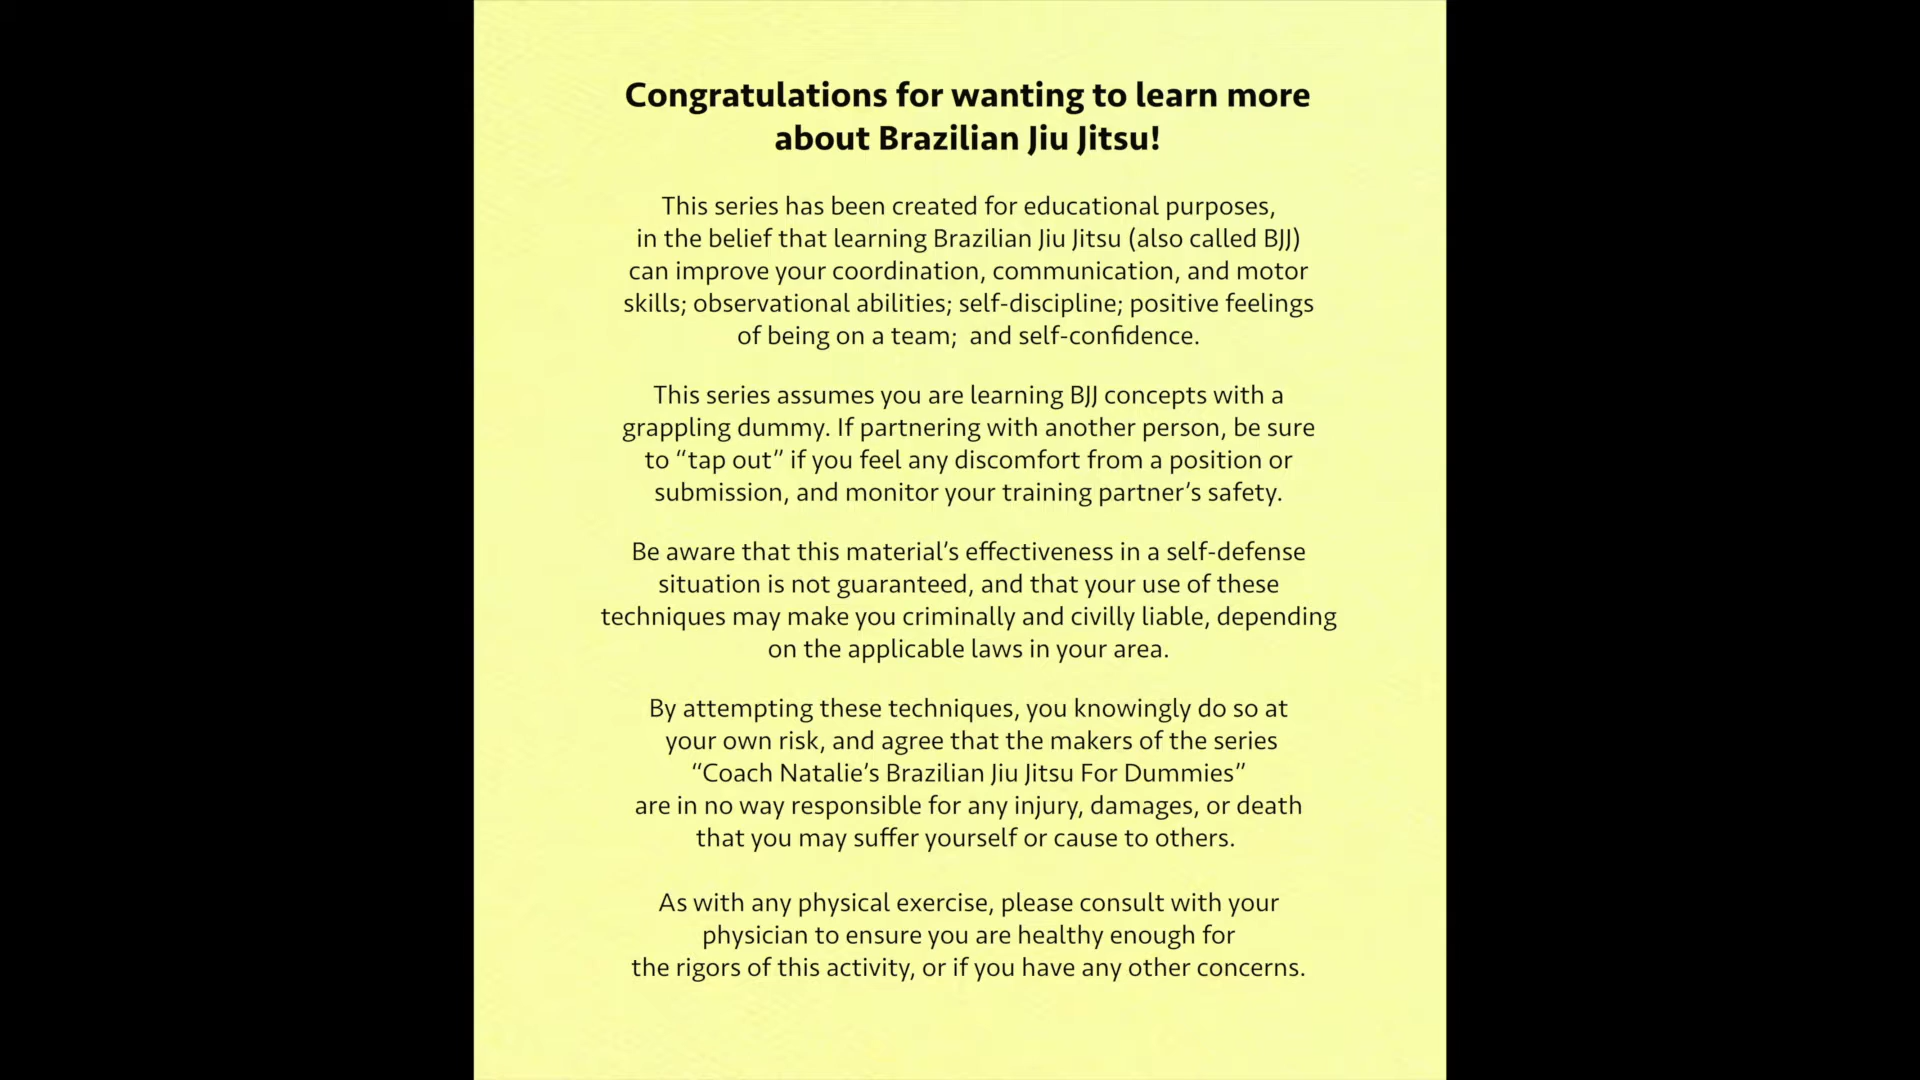 Congratulations for wanting to learn more
about Brazilian Jiu Jitsu!
This series has been created for educational purposes,
in the belief that learning Brazilian Jiu Jitsu (also called BJJ)
can improve your coordination, communication, and motor
skills; observational abilities; self-discipline; positive feelings
of being on a team;  and self-confidence.
This series assumes you are learning BJJ concepts with a
grappling dummy. If partnering with another person, be sure
to “tap out” if you feel any discomfort from a position or
submission, and monitor your training partner’s safety.
Be aware that this material’s effectiveness in a self-defense
situation is not guaranteed, and that your use of these
techniques may make you criminally and civilly liable, depending
on the applicable laws in your area.
By attempting these techniques, you knowingly do so at
your own risk, and agree that the makers of the series
“Coach Natalie’s Brazilian Jiu Jitsu For Dummies”
are in no way responsible for any injury, damages, or death
that you may suffer yourself or cause to others.
As with any physical exercise, please consult with your
physician to ensure you are healthy enough for
the rigors of this activity, or if you have any other concerns.